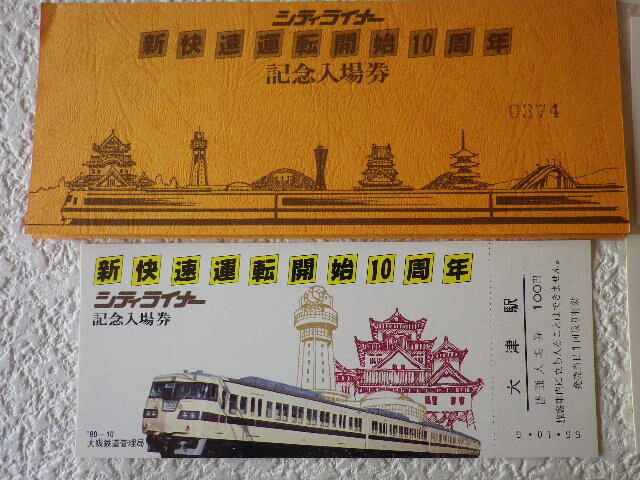 シティライナー
新快速運転開始10周年
記念入場券
0374
新快速運転開始10周年
シティライナー
記念入場券
'80-10
大阪鉄道管理局
大津駅
普通入場券 100円
旅客車内に立ち入ることはできません。
発売当日1回限り有効
55.10.-5